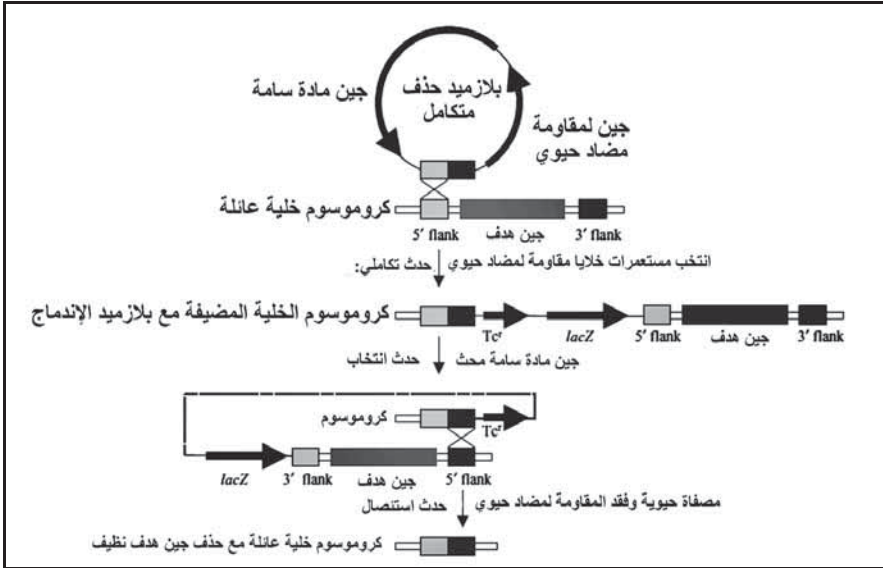 جين مادة سامة
بلازميد حذف
متكامل
جين لمقاومة
مضاد حيوي
كروموسوم خلية عائلة
5′ flank جين هدف 3′ flank
حدث تكاملي: انتخب مستعمرات خلايا مقاومة لمضاد حيوي
كروموسوم الخلية المضيفة مع بلازميد الإندماج
Tcʳ lacZ 5′ flank جين هدف 3′ flank
حدث انتخاب جين مادة سامة محث
كروموسوم
Tcʳ
lacZ 3′ flank جين هدف 5′ flank
حدث استئصال مصفاة حيوية وفقد المقاومة لمضاد حيوي
كروموسوم خلية عائلة مع حذف جين هدف نظيف